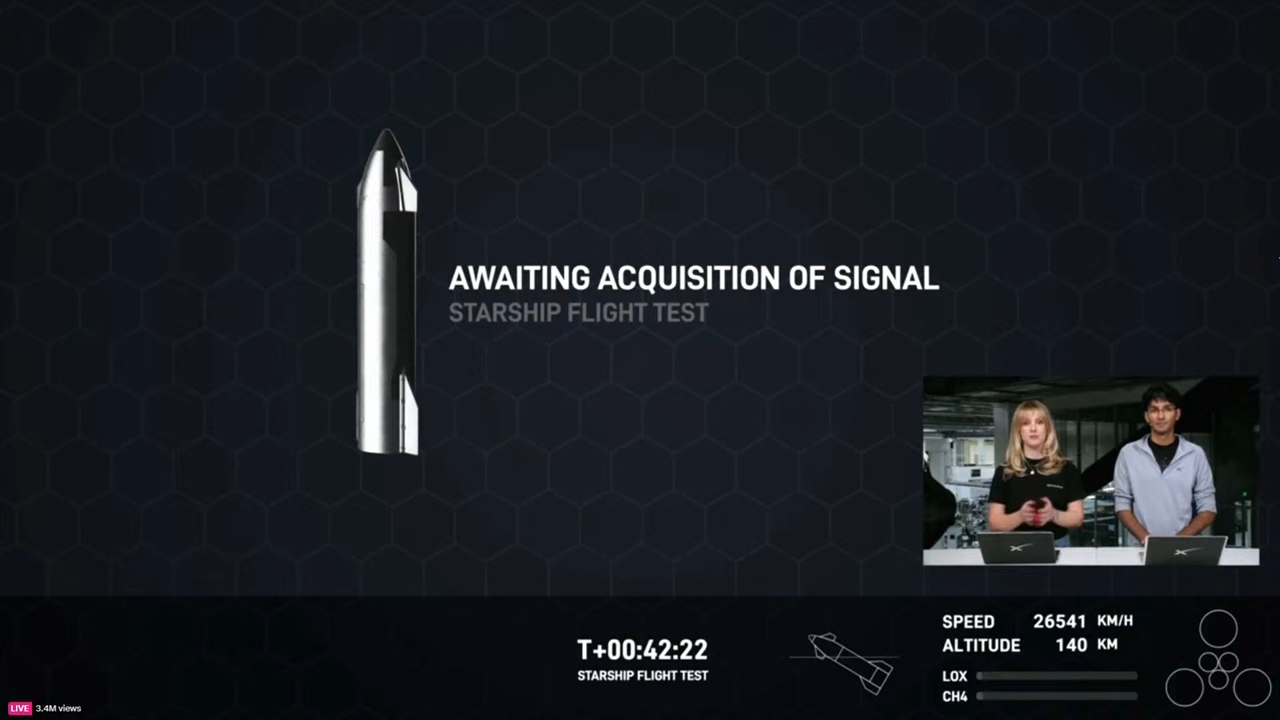 AWAITING ACQUISITION OF SIGNAL
STARSHIP FLIGHT TEST
T+00:42:22
STARSHIP FLIGHT TEST
SPEED 26541 KM/H
ALTITUDE 140 KM
LOX
CH4
LIVE 3.4M views